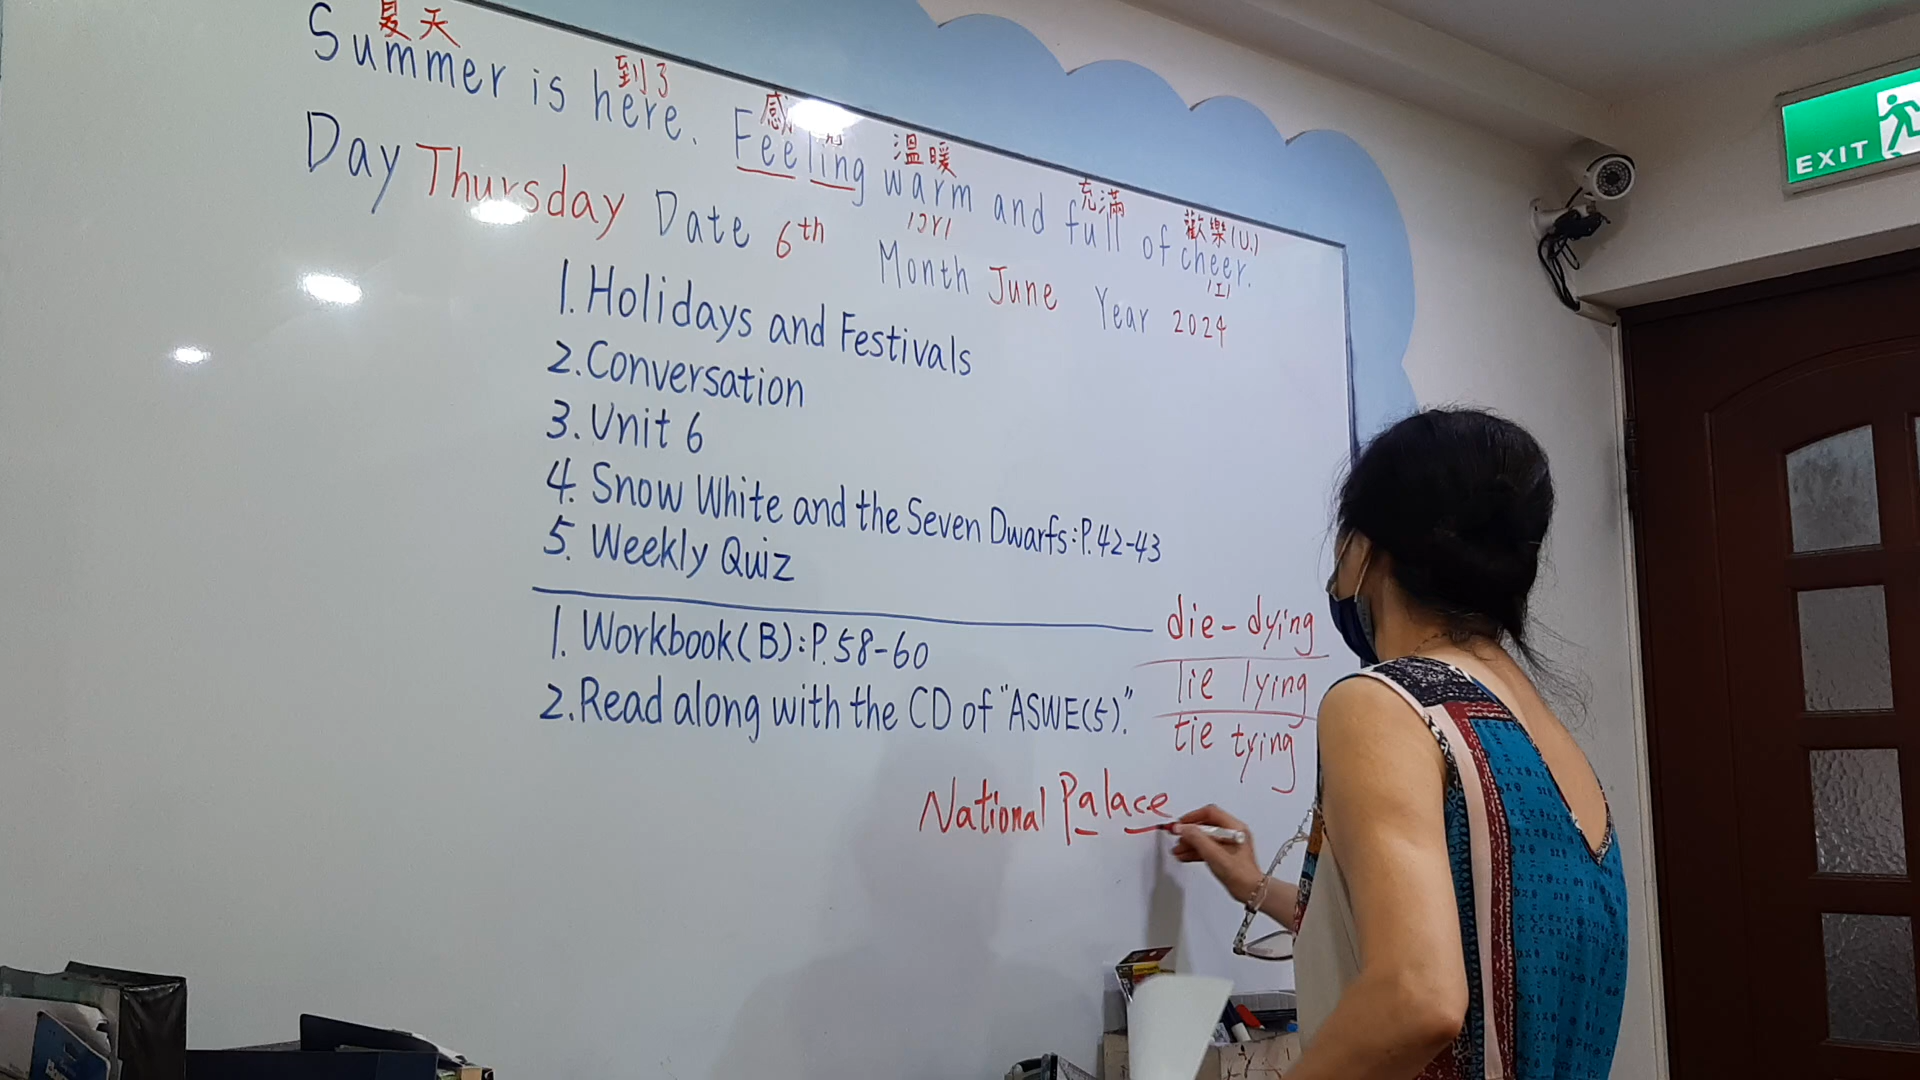 夏天 到了 感 溫暖 充滿 歡樂(U.)
Summer is here. Feeling warm and full of cheer.
/ɔr/ /ɪ/
Day Thursday Date 6th Month June Year 2024
1. Holidays and Festivals
2. Conversation
3. Unit 6
4. Snow White and the Seven Dwarfs: P. 42-43
5. Weekly Quiz
1. Workbook(B): P. 58-60
2. Read along with the CD of "ASWE(5)."
die - dying
lie lying
tie tying
National Palace
EXIT